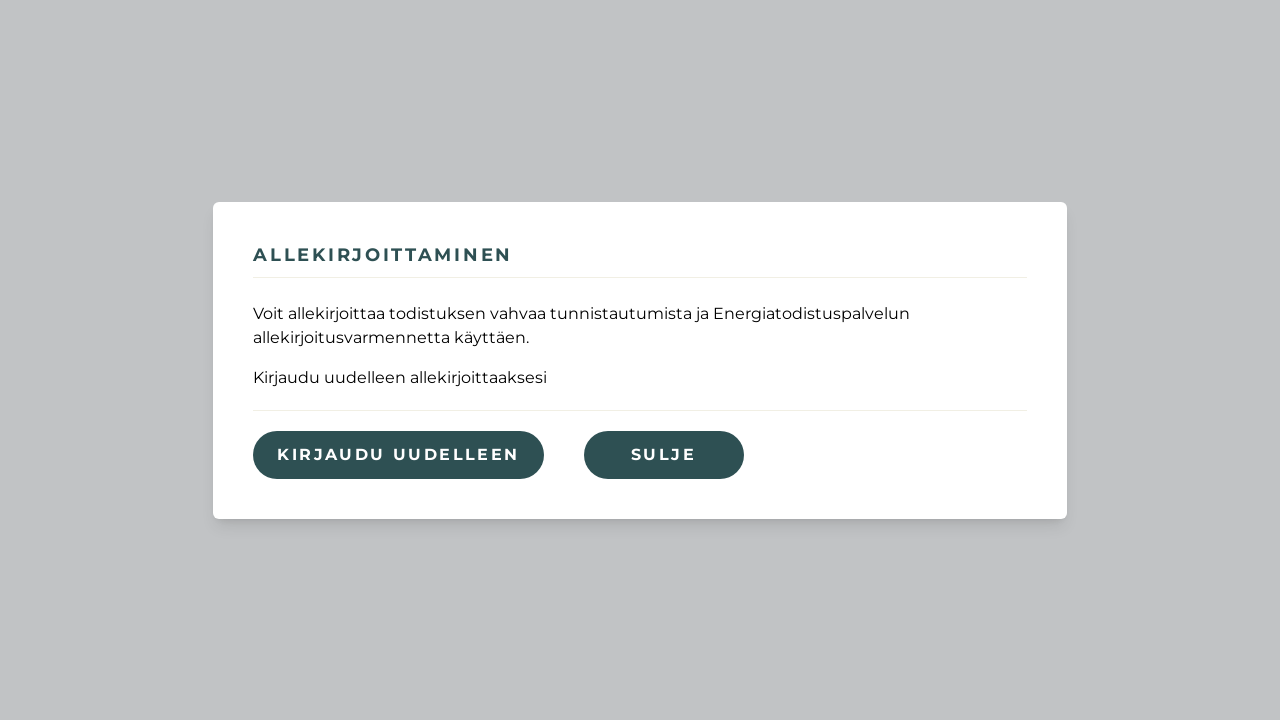 ALLEKIRJOITTAMINEN
Voit allekirjoittaa todistuksen vahvaa tunnistautumista ja Energiatodistuspalvelun
allekirjoitusvarmennetta käyttäen.
Kirjaudu uudelleen allekirjoittaaksesi
KIRJAUDU UUDELLEEN
SULJE